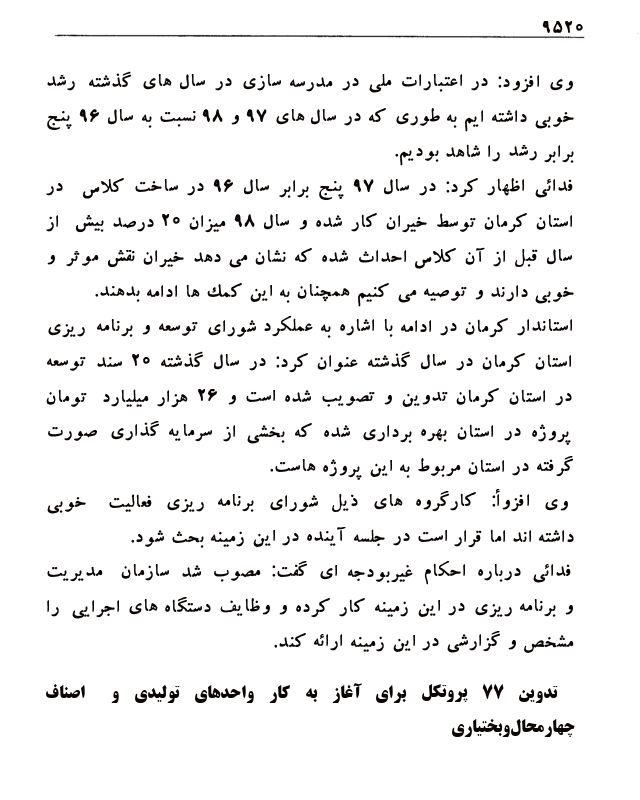 ۹۵۲۰
وی افزود: در اعتبارات ملی در مدرسه سازی در سال های گذشته رشد
خوبی داشته ایم به طوری که در سال های ۹۷ و ۹۸ نسبت به سال ۹۶ پنج
برابر رشد را شاهد بودیم.
فدائی اظهار کرد: در سال ۹۷ پنج برابر سال ۹۶ در ساخت کلاس در
استان کرمان توسط خیران کار شده و سال ۹۸ میزان ۲۰ درصد بیش از
سال قبل از آن کلاس احداث شده که نشان می دهد خیران نقش موثر و
خوبی دارند و توصیه می کنیم همچنان به این کمك ها ادامه بدهند.
استاندار کرمان در ادامه با اشاره به عملکرد شورای توسعه و برنامه ریزی
استان کرمان در سال گذشته عنوان کرد: در سال گذشته ۲۰ سند توسعه
در استان کرمان تدوین و تصویب شده است و ۲۶ هزار میلیارد تومان
پروژه در استان بهره برداری شده که بخشی از سرمایه گذاری صورت
گرفته در استان مربوط به این پروژه هاست.
وی افزوأ: کارگروه های ذیل شورای برنامه ریزی فعالیت خوبی
داشته اند اما قرار است در جلسه آینده در این زمینه بحث شود.
فدائی درباره احکام غیربودجه ای گفت: مصوب شد سازمان مدیریت
و برنامه ریزی در این زمینه کار کرده و وظایف دستگاه های اجرایی را
مشخص و گزارشی در این زمینه ارائه کند.
تدوین ۷۷ پروتکل برای آغاز به کار واحدهای تولیدی و اصناف
چهارمحال‌وبختیاری